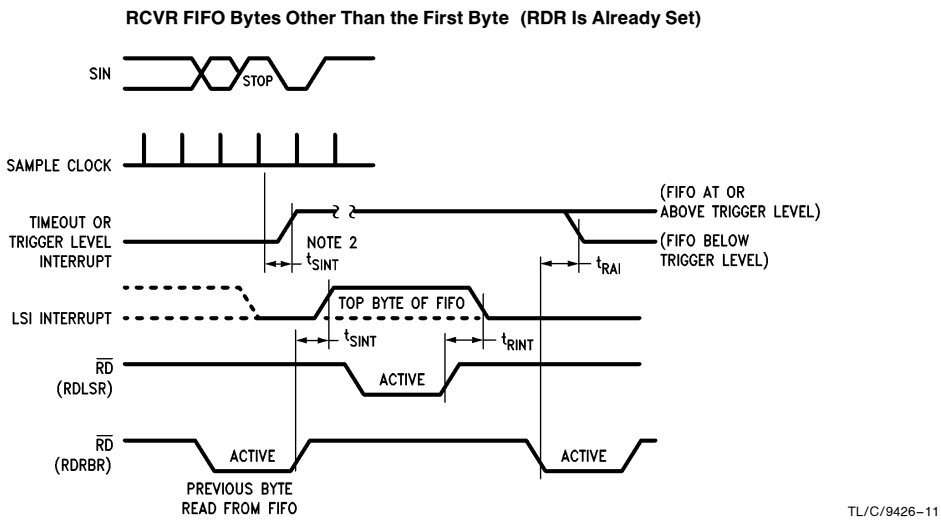 RCVR FIFO Bytes Other Than the First Byte (RDR Is Already Set)
SIN
STOP
SAMPLE CLOCK
TIMEOUT OR
TRIGGER LEVEL
INTERRUPT
NOTE 2
tSINT
(FIFO AT OR
ABOVE TRIGGER LEVEL)
(FIFO BELOW
TRIGGER LEVEL)
tRAI
LSI INTERRUPT
TOP BYTE OF FIFO
tSINT
tRINT
RD
(RDLSR)
ACTIVE
RD
(RDRBR)
ACTIVE
ACTIVE
PREVIOUS BYTE
READ FROM FIFO
TL/C/9426–11